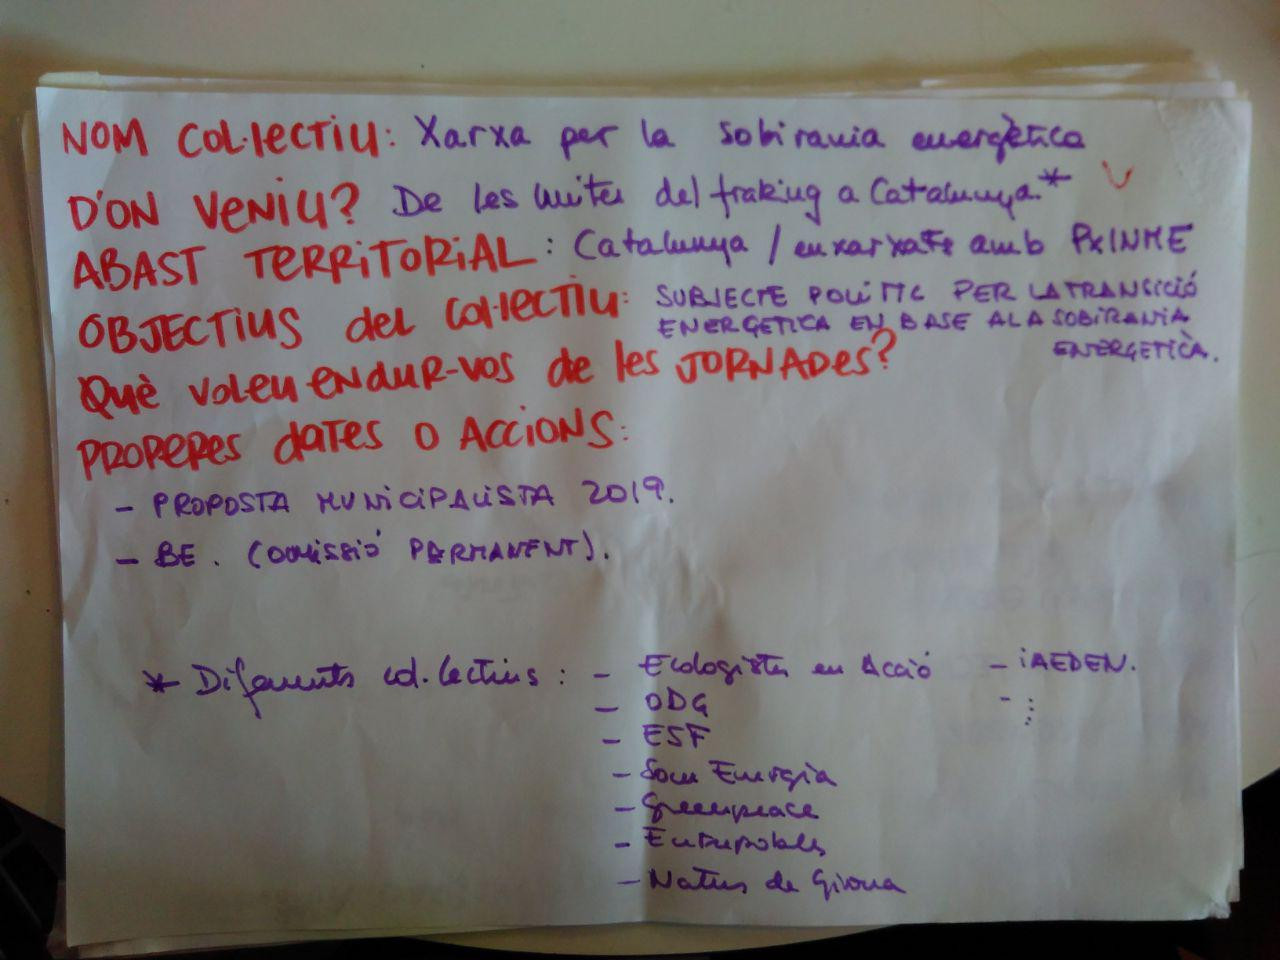 NOM COL·LECTIU: Xarxa per la sobirania energètica
D'ON VENIU? De les lluites del fraking a Catalunya.*
ABAST TERRITORIAL: Catalunya / enxarxats amb PxINME
OBJECTIUS del COL·LECTIU: SUBJECTE POLÍTIC PER LA TRANSICIÓ
ENERGETICA EN BASE A LA SOBIRANIA
ENERGETICA.
Què voleu endur-vos de les JORNADES?
PROPERES dates o ACCIONS:
- PROPOSTA MUNICIPALISTA 2019.
- BE. (COMISSIÓ PERMANENT).
* Diferents col·lectius: - Ecologistes en Acció - iAEDEN.
- ODG - ...
- ESF
- Som Energia
- Greenpeace
- Entrepobles
- Natus de Girona